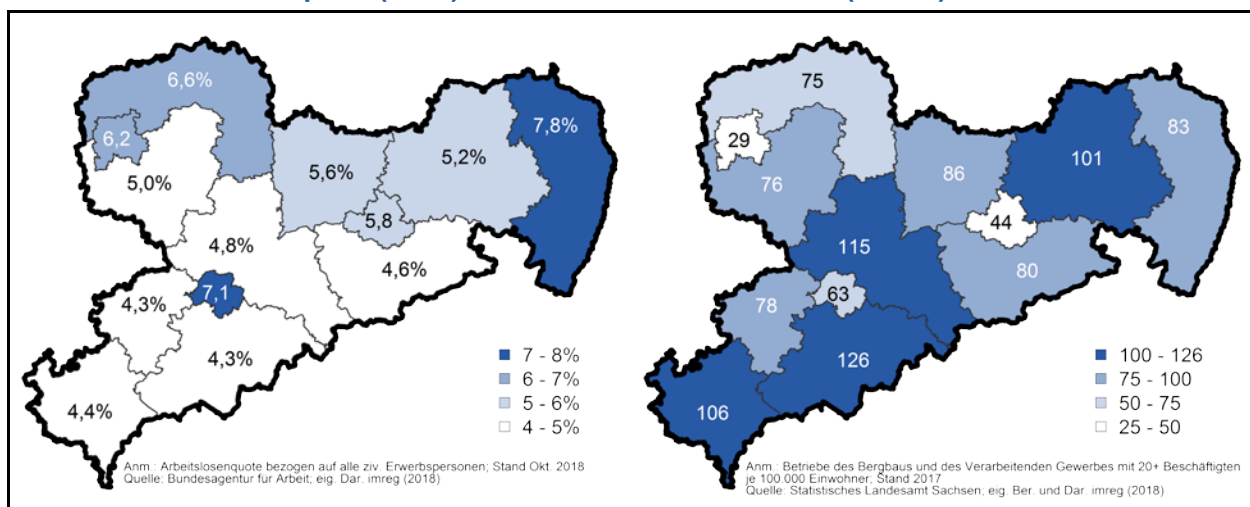 6,6%
6,2
5,0%
5,6%
5,2%
7,8%
5,8
4,8%
4,6%
7,1
4,3%
4,3%
4,4%
7 - 8%
6 - 7%
5 - 6%
4 - 5%
Anm.: Arbeitslosenquote bezogen auf alle ziv. Erwerbspersonen; Stand Okt. 2018
Quelle: Bundesagentur für Arbeit; eig. Dar. imreg (2018)
75
29
76
86
101
83
44
115
80
63
78
126
106
100 - 126
75 - 100
50 - 75
25 - 50
Anm.: Betriebe des Bergbaus und des Verarbeitenden Gewerbes mit 20+ Beschäftigten
je 100.000 Einwohner; Stand 2017
Quelle: Statistisches Landesamt Sachsen; eig. Ber. und Dar. imreg (2018)